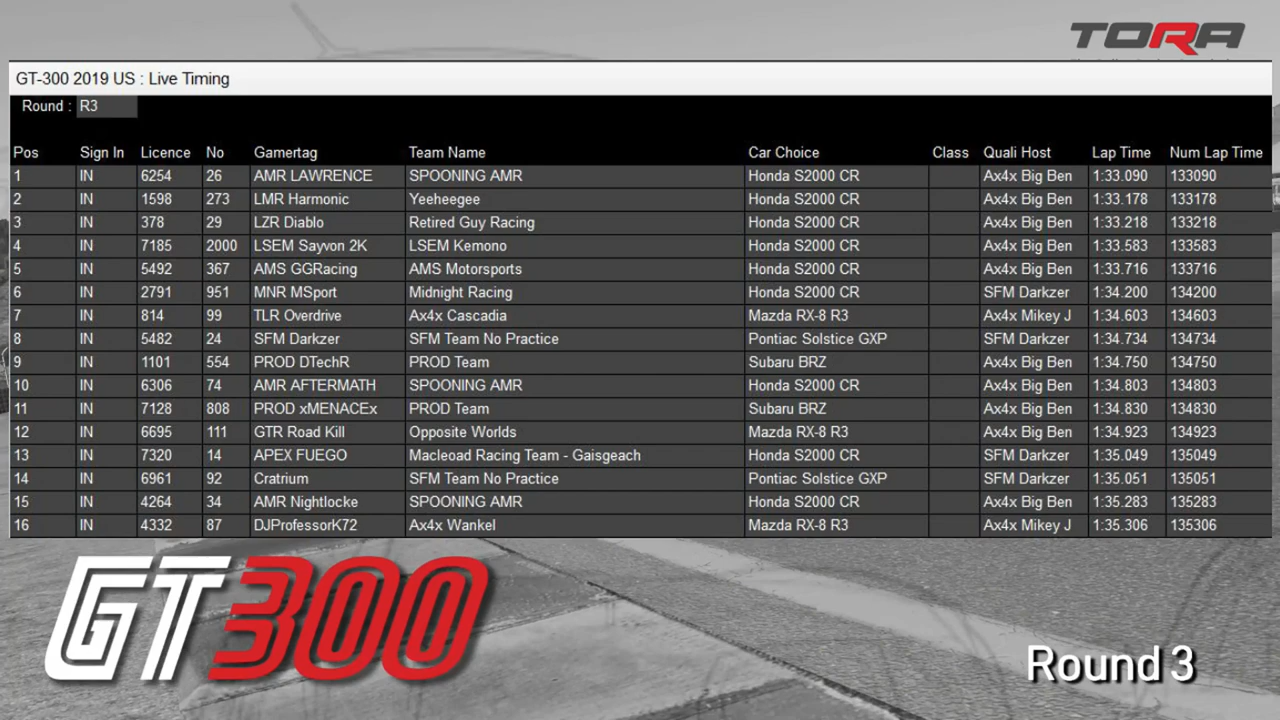 TORA
GT-300 2019 US : Live Timing
Round : R3
Pos Sign In Licence No Gamertag Team Name Car Choice Class Quali Host Lap Time Num Lap Time
1 IN 6254 26 AMR LAWRENCE SPOONING AMR Honda S2000 CR Ax4x Big Ben 1:33.090 133090
2 IN 1598 273 LMR Harmonic Yeeheegee Honda S2000 CR Ax4x Big Ben 1:33.178 133178
3 IN 378 29 LZR Diablo Retired Guy Racing Honda S2000 CR Ax4x Big Ben 1:33.218 133218
4 IN 7185 2000 LSEM Sayvon 2K LSEM Kemono Honda S2000 CR Ax4x Big Ben 1:33.583 133583
5 IN 5492 367 AMS GGRacing AMS Motorsports Honda S2000 CR Ax4x Big Ben 1:33.716 133716
6 IN 2791 951 MNR MSport Midnight Racing Honda S2000 CR SFM Darkzer 1:34.200 134200
7 IN 814 99 TLR Overdrive Ax4x Cascadia Mazda RX-8 R3 Ax4x Mikey J 1:34.603 134603
8 IN 5482 24 SFM Darkzer SFM Team No Practice Pontiac Solstice GXP SFM Darkzer 1:34.734 134734
9 IN 1101 554 PROD DTechR PROD Team Subaru BRZ Ax4x Big Ben 1:34.750 134750
10 IN 6306 74 AMR AFTERMATH SPOONING AMR Honda S2000 CR Ax4x Big Ben 1:34.803 134803
11 IN 7128 808 PROD xMENACEx PROD Team Subaru BRZ Ax4x Big Ben 1:34.830 134830
12 IN 6695 111 GTR Road Kill Opposite Worlds Mazda RX-8 R3 Ax4x Big Ben 1:34.923 134923
13 IN 7320 14 APEX FUEGO Macleoad Racing Team - Gaisgeach Honda S2000 CR SFM Darkzer 1:35.049 135049
14 IN 6961 92 Cratrium SFM Team No Practice Pontiac Solstice GXP SFM Darkzer 1:35.051 135051
15 IN 4264 34 AMR Nightlocke SPOONING AMR Honda S2000 CR Ax4x Big Ben 1:35.283 135283
16 IN 4332 87 DJProfessorK72 Ax4x Wankel Mazda RX-8 R3 Ax4x Mikey J 1:35.306 135306
GT300
Round 3